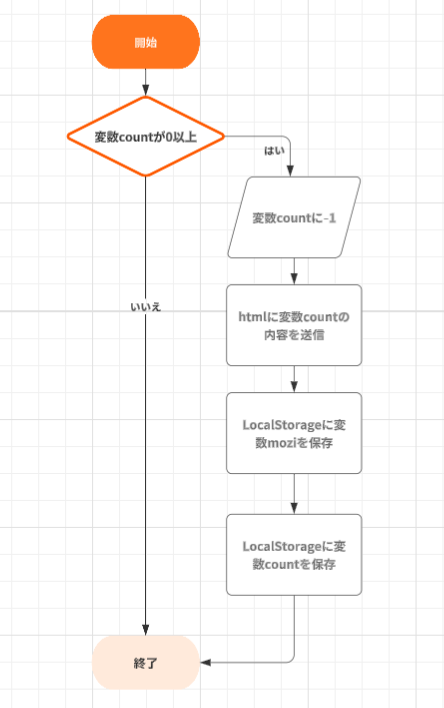 開始
変数countが0以上
はい
変数countに-1
いいえ
htmlに変数countの
内容を送信
LocalStorageに変
数moziを保存
LocalStorageに変
数countを保存
終了